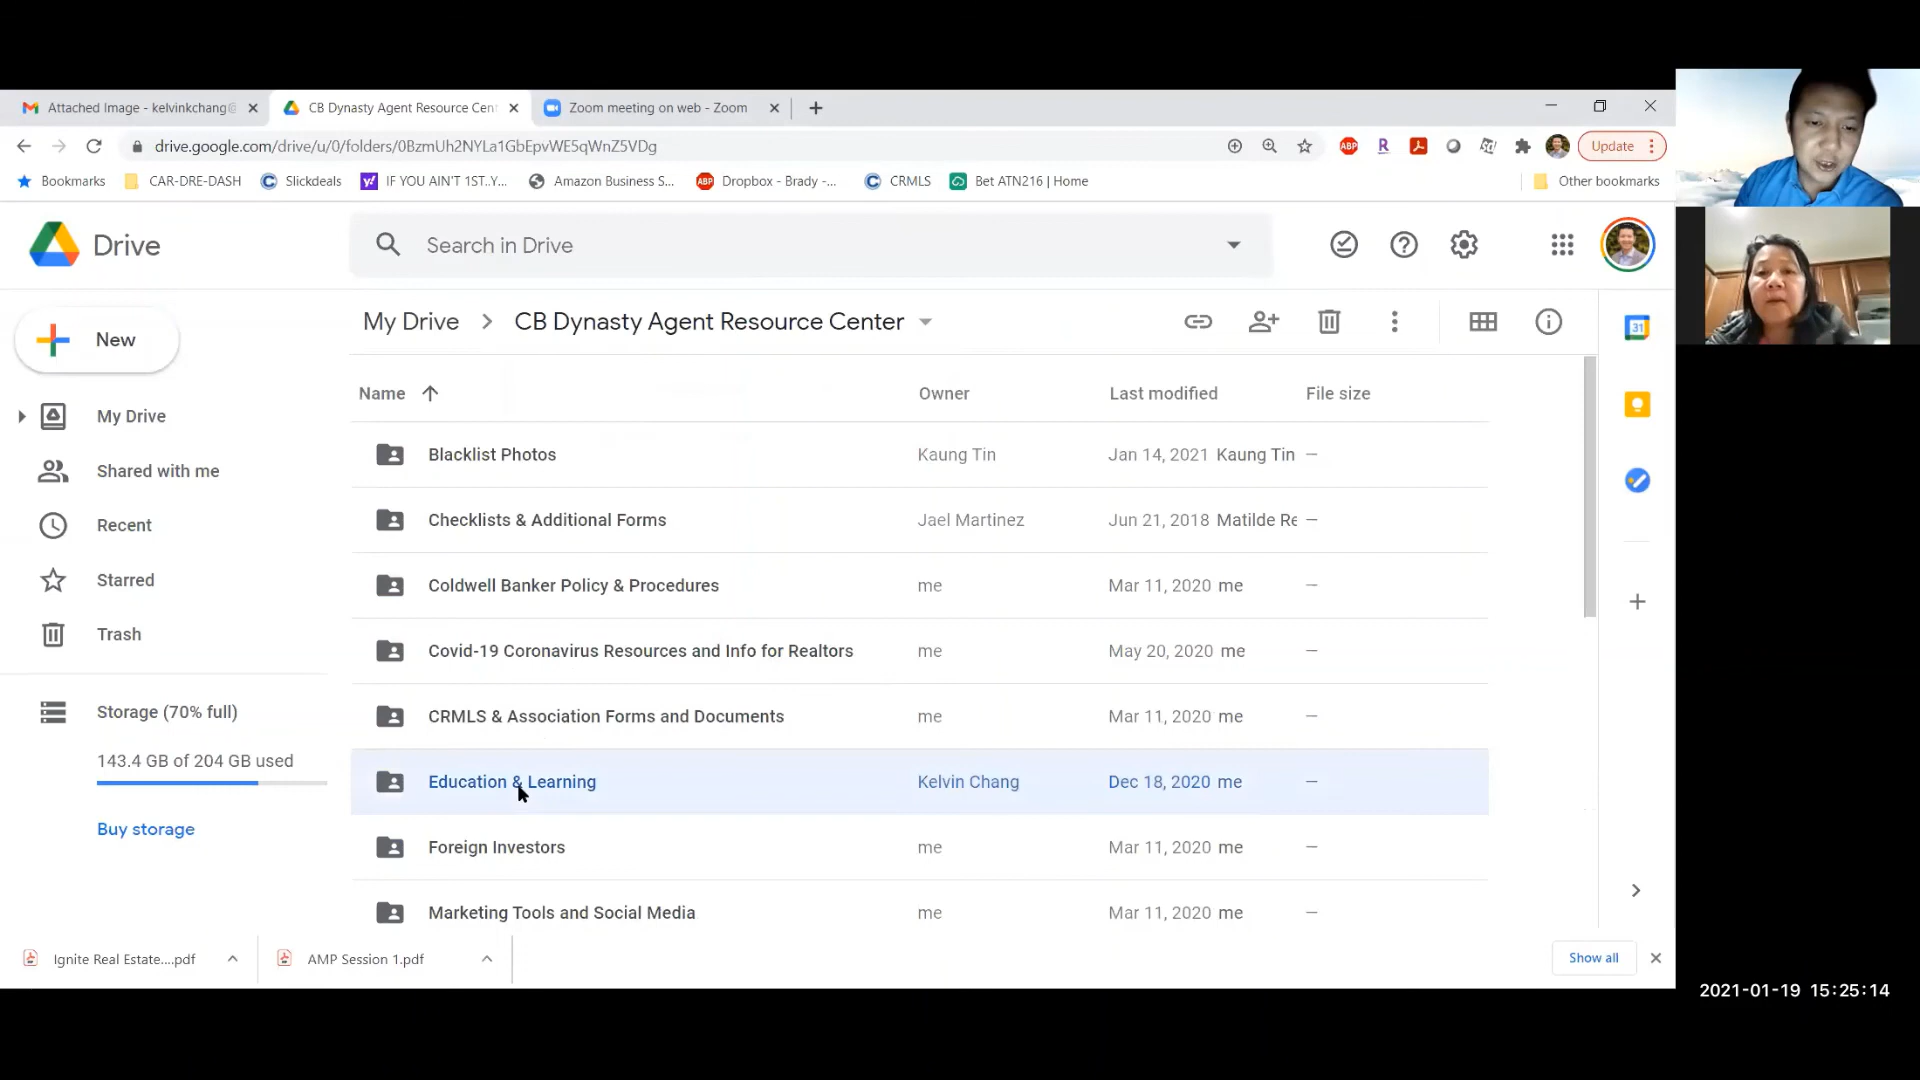 Attached Image - kelvinkchang@
CB Dynasty Agent Resource Cent
Zoom meeting on web - Zoom
drive.google.com/drive/u/0/folders/0BzmUh2NYLa1GbEpvWE5qWnZ5VDg
ABP
R
Update
Bookmarks
CAR-DRE-DASH
Slickdeals
IF YOU AIN'T 1ST..Y...
Amazon Business S...
ABP
Dropbox - Brady -...
CRMLS
Bet ATN216 | Home
Other bookmarks
Drive
Search in Drive
New
My Drive
CB Dynasty Agent Resource Center
31
Name
Owner
Last modified
File size
My Drive
Shared with me
Recent
Starred
Trash
Storage (70% full)
143.4 GB of 204 GB used
Buy storage
Blacklist Photos Kaung Tin Jan 14, 2021 Kaung Tin —
Checklists & Additional Forms Jael Martinez Jun 21, 2018 Matilde Re —
Coldwell Banker Policy & Procedures me Mar 11, 2020 me —
Covid-19 Coronavirus Resources and Info for Realtors me May 20, 2020 me —
CRMLS & Association Forms and Documents me Mar 11, 2020 me —
Education & Learning Kelvin Chang Dec 18, 2020 me —
Foreign Investors me Mar 11, 2020 me —
Marketing Tools and Social Media me Mar 11, 2020 me —
Ignite Real Estate....pdf
AMP Session 1.pdf
Show all
2021-01-19 15:25:14